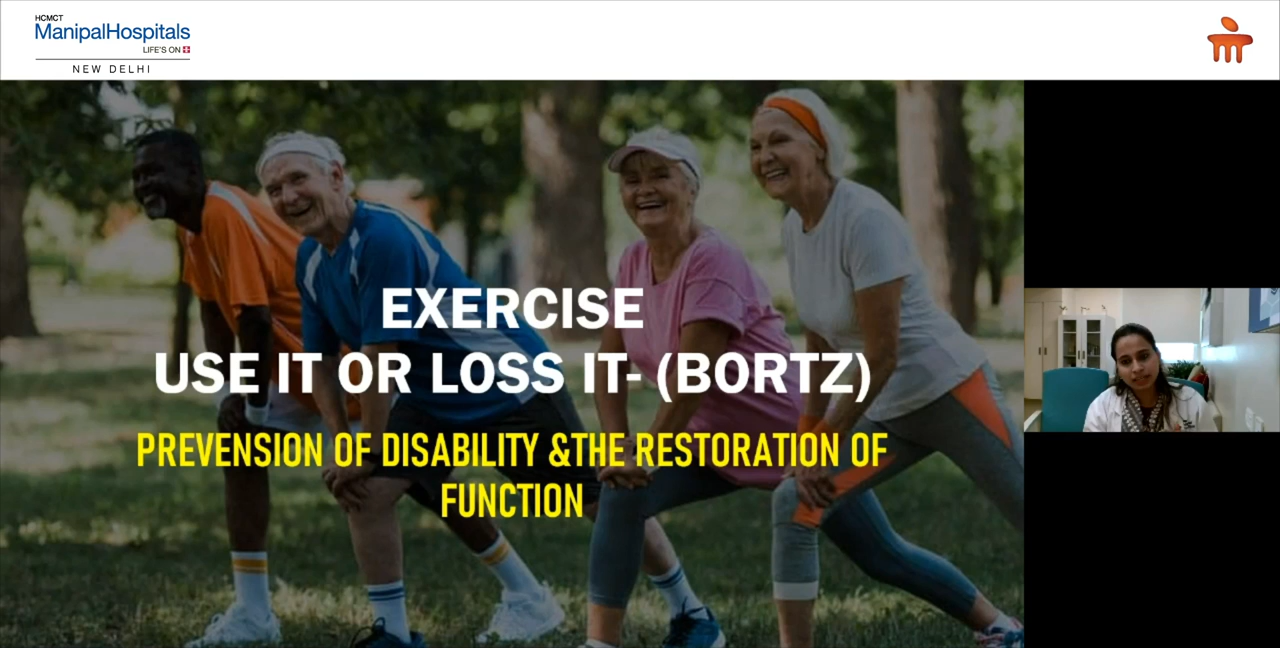 HCMCT
ManipalHospitals
LIFE'S ON
NEW DELHI
EXERCISE
USE IT OR LOSS IT- (BORTZ)
PREVENSION OF DISABILITY &THE RESTORATION OF
FUNCTION